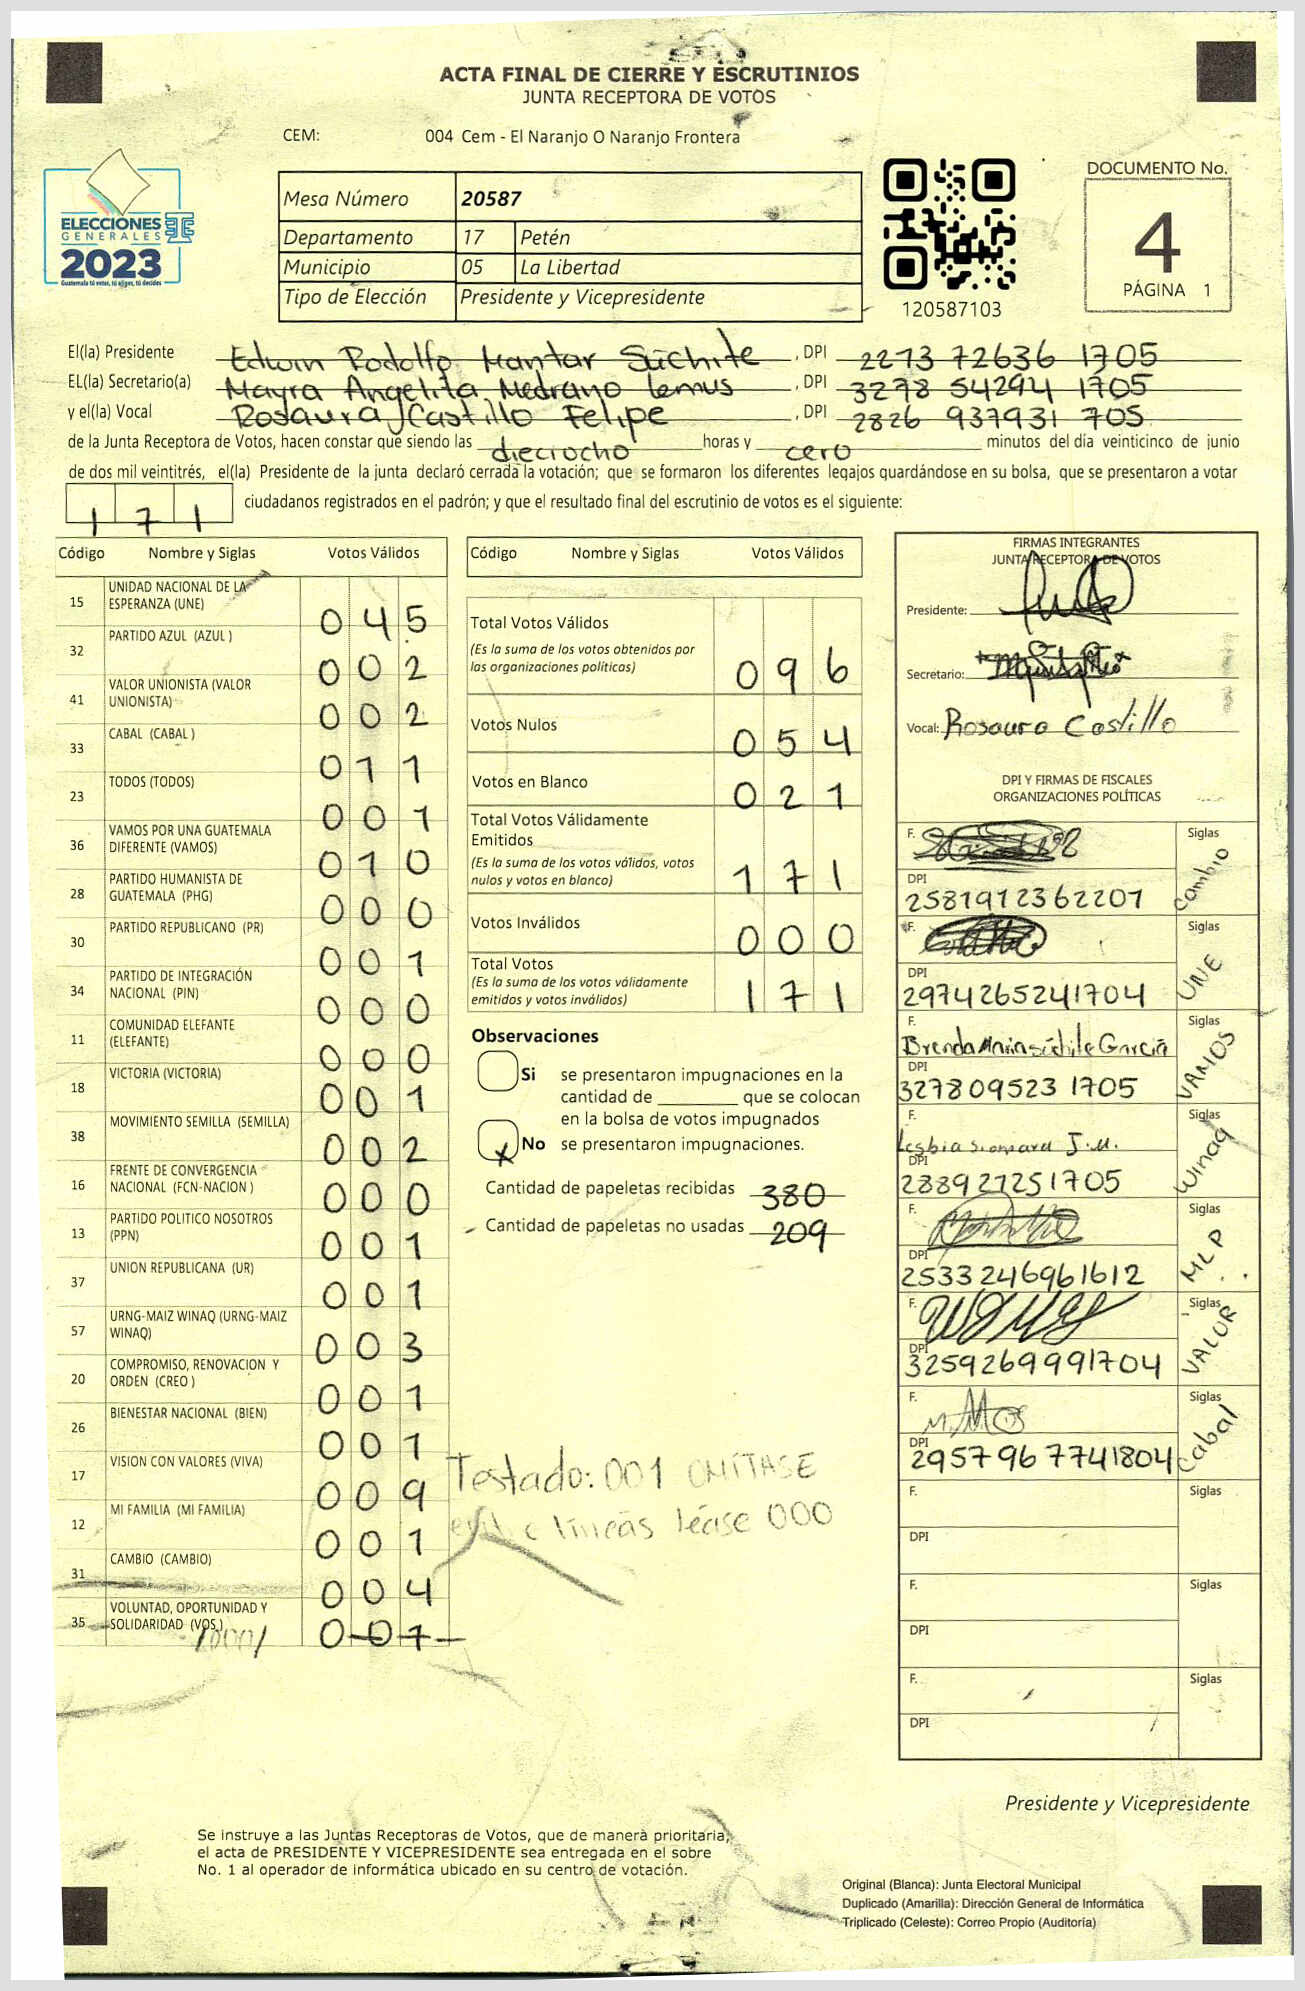 ACTA FINAL DE CIERRE Y ESCRUTINIOS
JUNTA RECEPTORA DE VOTOS
CEM: 004 Cem - El Naranjo O Naranjo Frontera
ELECCIONES
GENERALES
2023
Guatemala tú votas, tú eliges, tú decides
Mesa Número 20587
Departamento 17 Petén
Municipio 05 La Libertad
Tipo de Elección Presidente y Vicepresidente
120587103
DOCUMENTO No.
4
PÁGINA 1
El(la) Presidente Edwin Rodolfo Mantar Súchite , DPI 2273 72636 1705
EL(la) Secretario(a) Mayra Angelita Medrano Lemus , DPI 3278 54294 1705
y el(la) Vocal Rosaura Castillo Felipe , DPI 2826 937931 705
de la Junta Receptora de Votos, hacen constar que siendo las dieciocho horas y cero minutos del día veinticinco de junio
de dos mil veintitrés, el(la) Presidente de la junta declaró cerrada la votación; que se formaron los diferentes legajos quardándose en su bolsa, que se presentaron a votar
171 ciudadanos registrados en el padrón; y que el resultado final del escrutinio de votos es el siguiente:
Código Nombre y Siglas Votos Válidos
15 UNIDAD NACIONAL DE LA ESPERANZA (UNE) 045
32 PARTIDO AZUL (AZUL ) 002
41 VALOR UNIONISTA (VALOR UNIONISTA) 002
33 CABAL (CABAL ) 011
23 TODOS (TODOS) 001
36 VAMOS POR UNA GUATEMALA DIFERENTE (VAMOS) 010
28 PARTIDO HUMANISTA DE GUATEMALA (PHG) 000
30 PARTIDO REPUBLICANO (PR) 001
34 PARTIDO DE INTEGRACIÓN NACIONAL (PIN) 000
11 COMUNIDAD ELEFANTE (ELEFANTE) 000
18 VICTORIA (VICTORIA) 001
38 MOVIMIENTO SEMILLA (SEMILLA) 002
16 FRENTE DE CONVERGENCIA NACIONAL (FCN-NACION ) 000
13 PARTIDO POLITICO NOSOTROS (PPN) 001
37 UNION REPUBLICANA (UR) 001
57 URNG-MAIZ WINAQ (URNG-MAIZ WINAQ) 003
20 COMPROMISO, RENOVACION Y ORDEN (CREO ) 001
26 BIENESTAR NACIONAL (BIEN) 001
17 VISION CON VALORES (VIVA) 009
12 MI FAMILIA (MI FAMILIA) 001
31 CAMBIO (CAMBIO) 004
35 VOLUNTAD, OPORTUNIDAD Y SOLIDARIDAD (VOS ) /000/ 001
Código Nombre y Siglas Votos Válidos
Total Votos Válidos 096
(Es la suma de los votos obtenidos por
las organizaciones políticas)
Votos Nulos 054
Votos en Blanco 021
Total Votos Válidamente
Emitidos
(Es la suma de los votos válidos, votos
nulos y votos en blanco) 171
Votos Inválidos 000
Total Votos
(Es la suma de los votos válidamente
emitidos y votos inválidos) 171
Observaciones
Si se presentaron impugnaciones en la
cantidad de ________ que se colocan
en la bolsa de votos impugnados
x No se presentaron impugnaciones.
Cantidad de papeletas recibidas 380
Cantidad de papeletas no usadas 209
Testado: 001 OMÍTASE
líneas léase 000
FIRMAS INTEGRANTES
JUNTA RECEPTORA DE VOTOS
Presidente:
Secretario:
Vocal: Rosaura Castillo
DPI Y FIRMAS DE FISCALES
ORGANIZACIONES POLÍTICAS
F. Siglas Cambio
DPI 2581912362201
F. Siglas UNE
DPI 2974265241704
F. Brenda Súchite García Siglas VAMOS
DPI 327809523 1705
F. Lesbia J.M. Siglas Winaq
DPI 288927251705
F. Siglas MLP
DPI 2533246961612
F. Siglas VALOR
DPI 3259269991704
F. Siglas Cabal
DPI 2957967741804
F. Siglas
DPI
F. Siglas
DPI
F. Siglas
DPI
Presidente y Vicepresidente
Se instruye a las Juntas Receptoras de Votos, que de manera prioritaria,
el acta de PRESIDENTE Y VICEPRESIDENTE sea entregada en el sobre
No. 1 al operador de informática ubicado en su centro de votación.
Original (Blanca): Junta Electoral Municipal
Duplicado (Amarilla): Dirección General de Informática
Triplicado (Celeste): Correo Propio (Auditoría)